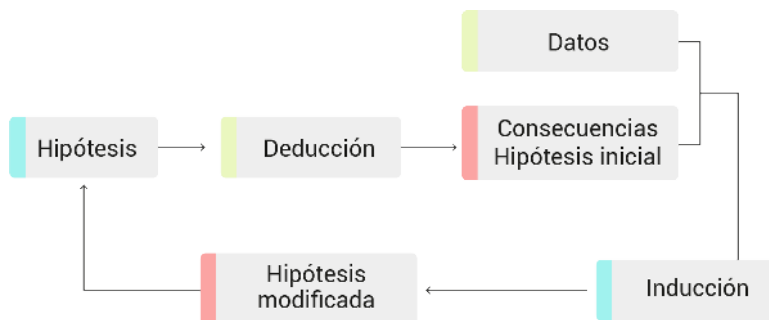 Datos
Hipótesis
Deducción
Consecuencias
Hipótesis inicial
Hipótesis
modificada
Inducción